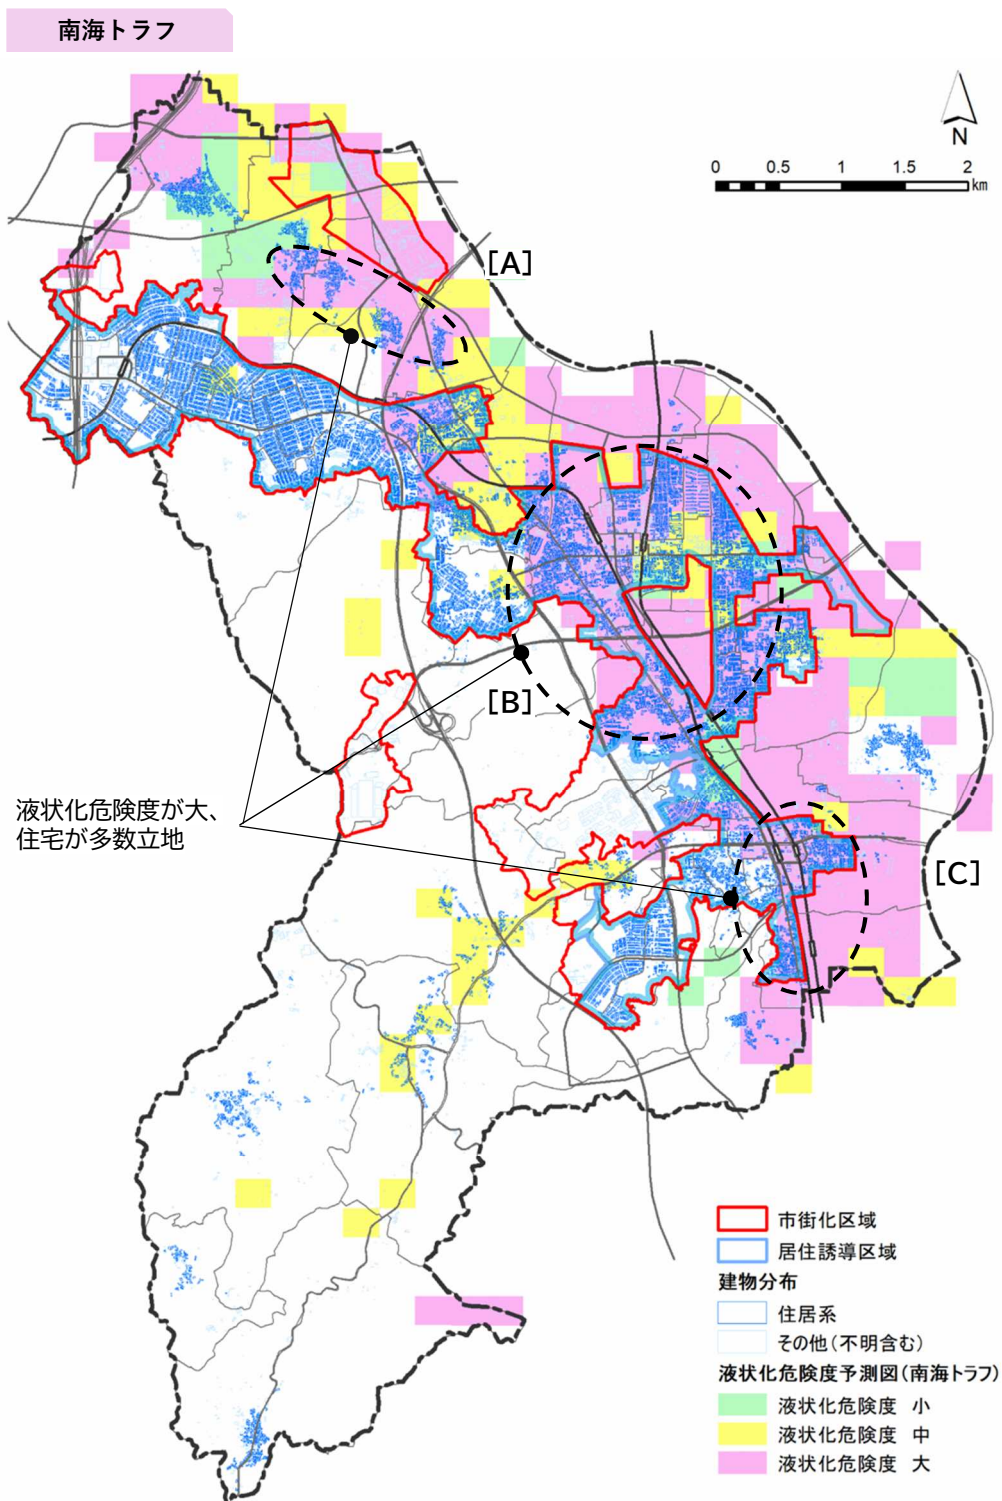 南海トラフ
N
0 0.5 1 1.5 2
km
[A]
[B]
液状化危険度が大、
住宅が多数立地
[C]
市街化区域
居住誘導区域
建物分布
住居系
その他(不明含む)
液状化危険度予測図(南海トラフ)
液状化危険度 小
液状化危険度 中
液状化危険度 大